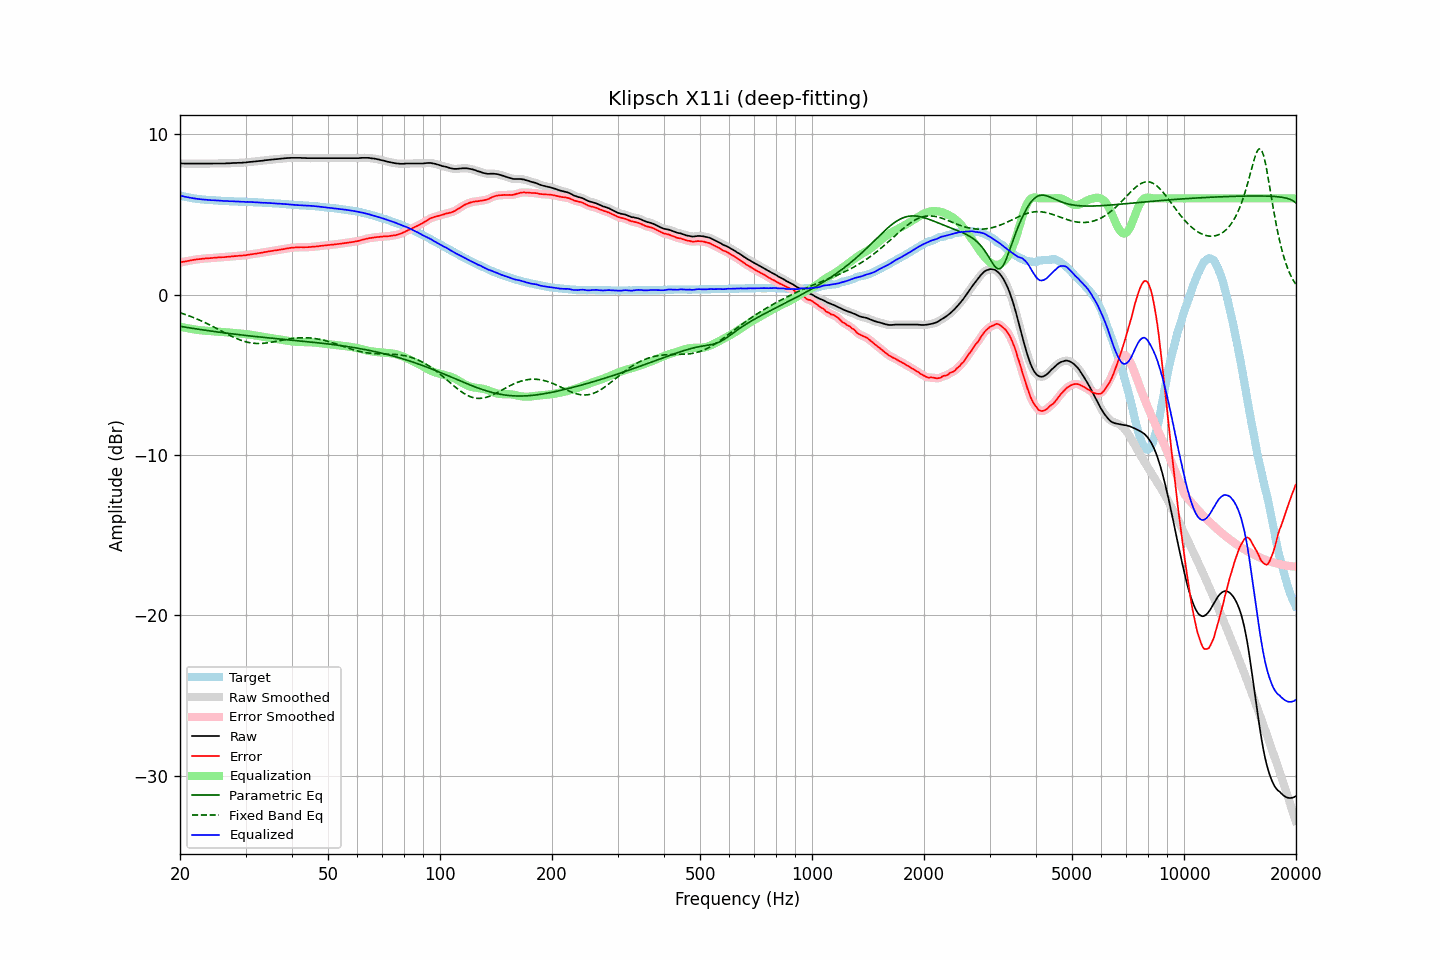 Klipsch X11i (deep-fitting)
10
0
−10
−20
−30
Amplitude (dBr)
Target
Raw Smoothed
Error Smoothed
Raw
Error
Equalization
Parametric Eq
Fixed Band Eq
Equalized
20 50 100 200 500 1000 2000 5000 10000 20000
Frequency (Hz)